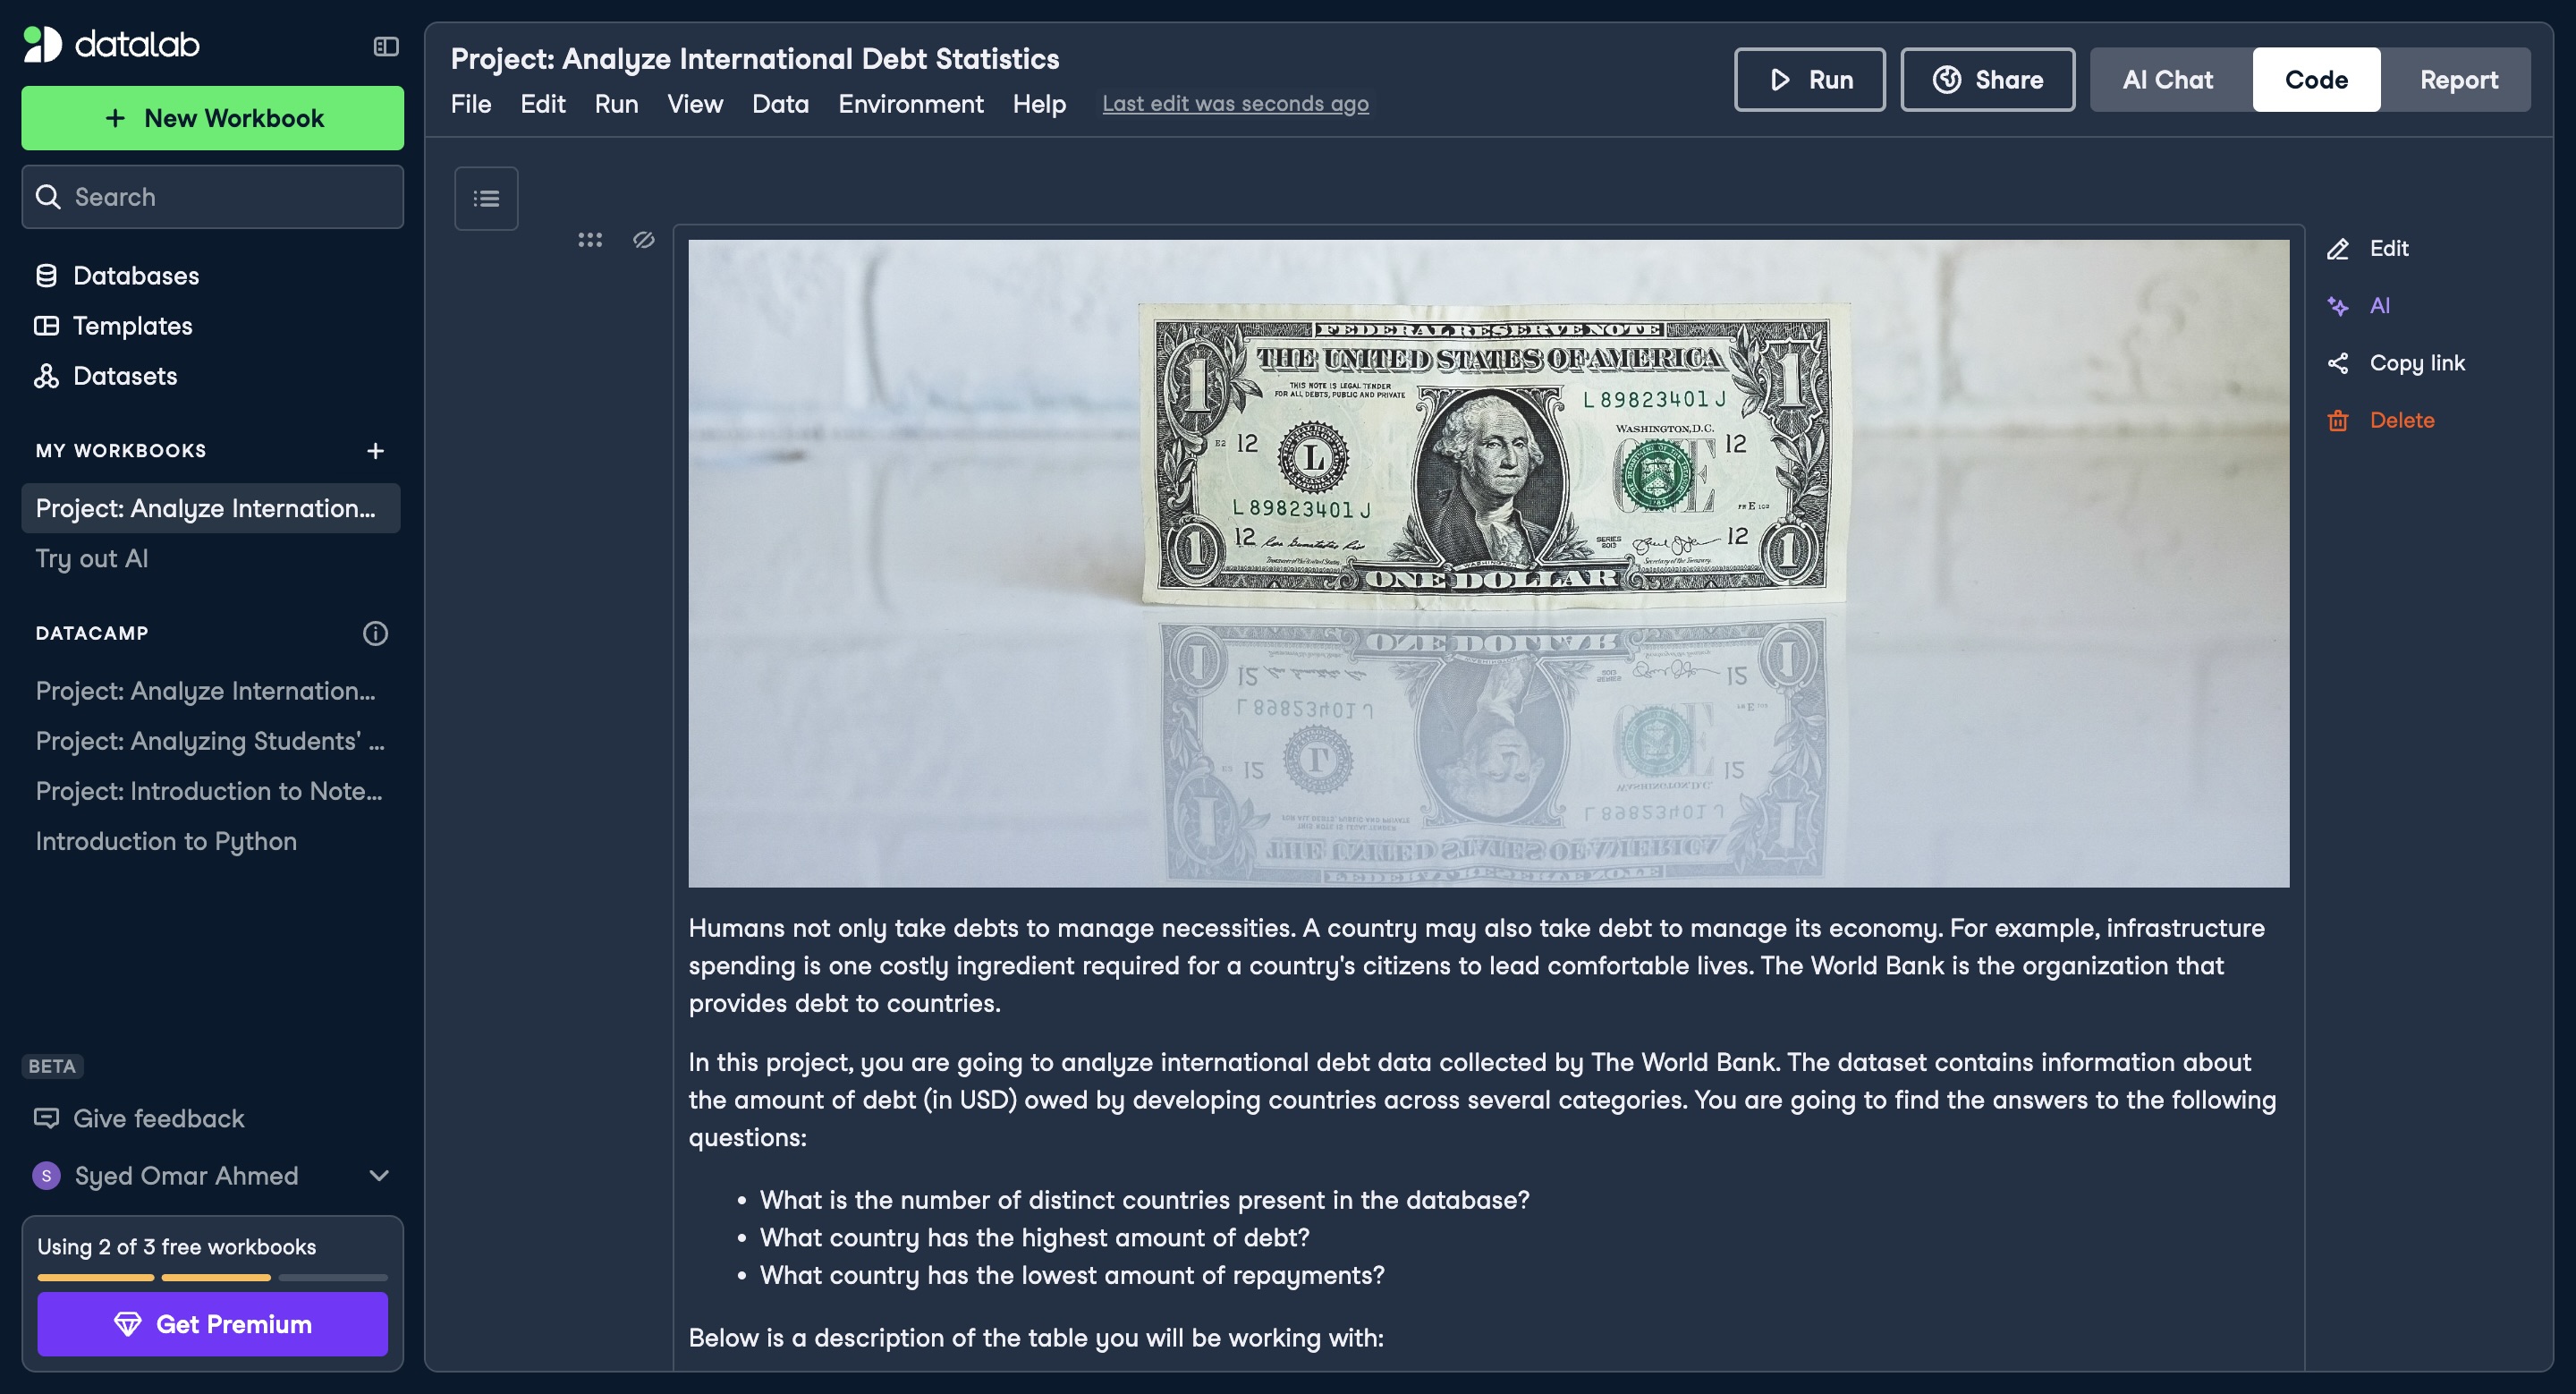 datalab
New Workbook
Search
Databases
Templates
Datasets
MY WORKBOOKS
Project: Analyze Internation...
Try out AI
DATACAMP
Project: Analyze Internation...
Project: Analyzing Students' ...
Project: Introduction to Note...
Introduction to Python
BETA
Give feedback
S
Syed Omar Ahmed
Using 2 of 3 free workbooks
Get Premium
Project: Analyze International Debt Statistics
File Edit Run View Data Environment Help Last edit was seconds ago
Run Share AI Chat Code Report
Edit
AI
Copy link
Delete
FEDERAL RESERVE NOTE
THE UNITED STATES OF AMERICA
1 1
THIS NOTE IS LEGAL TENDER
FOR ALL DEBTS, PUBLIC AND PRIVATE
L 89823401 J
WASHINGTON, D.C.
E2 12 L ONE 12
L 89823401 J
12 SERIES 2013 12
1 WASHINGTON 1
ONE DOLLAR
Humans not only take debts to manage necessities. A country may also take debt to manage its economy. For example, infrastructure
spending is one costly ingredient required for a country's citizens to lead comfortable lives. The World Bank is the organization that
provides debt to countries.
In this project, you are going to analyze international debt data collected by The World Bank. The dataset contains information about
the amount of debt (in USD) owed by developing countries across several categories. You are going to find the answers to the following
questions:
• What is the number of distinct countries present in the database?
• What country has the highest amount of debt?
• What country has the lowest amount of repayments?
Below is a description of the table you will be working with: